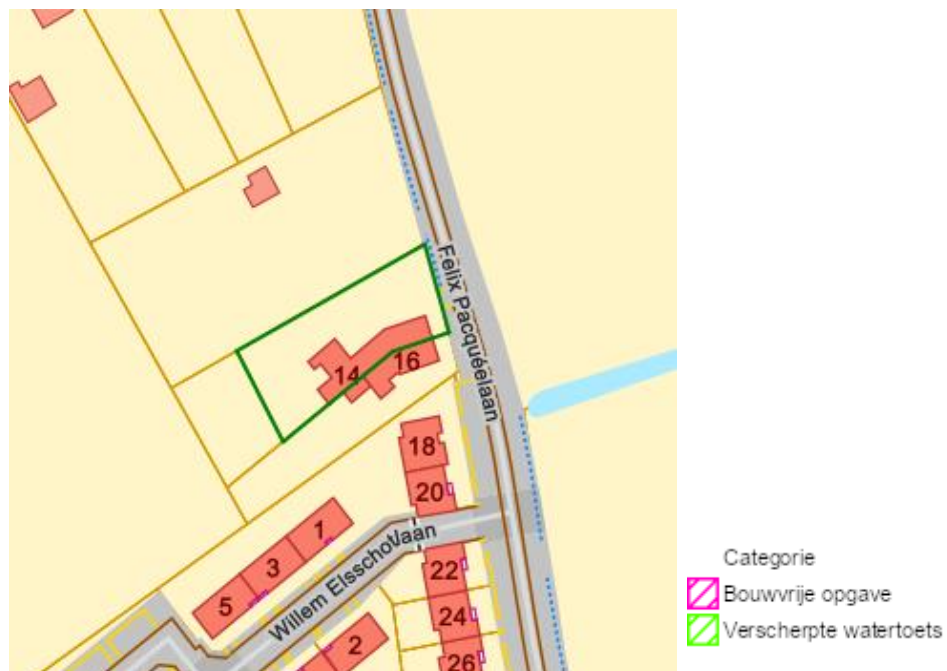 Felix Pacquéelaan
14
16
18
20
1
3
5
Willem Elsschotlaan
22
24
2
26
Categorie
Bouwvrije opgave
Verscherpte watertoets